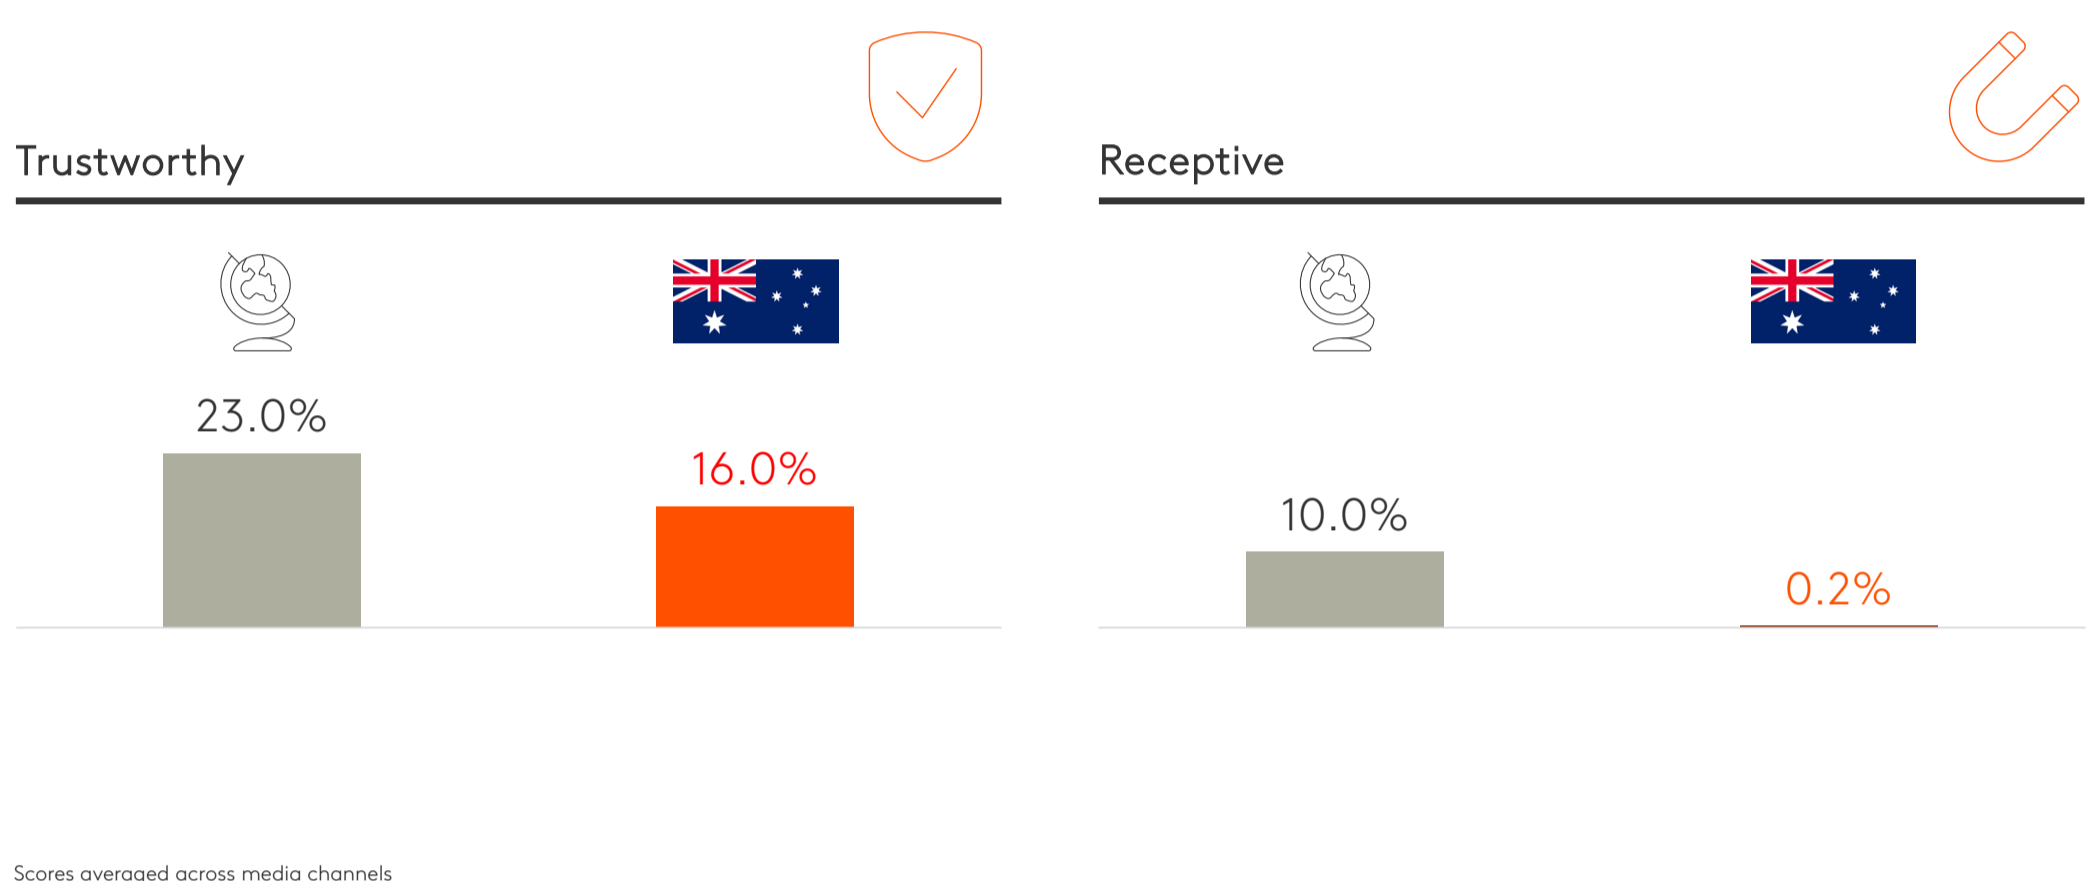 Trustworthy
23.0%
16.0%
Receptive
10.0%
0.2%
Scores averaged across media channels